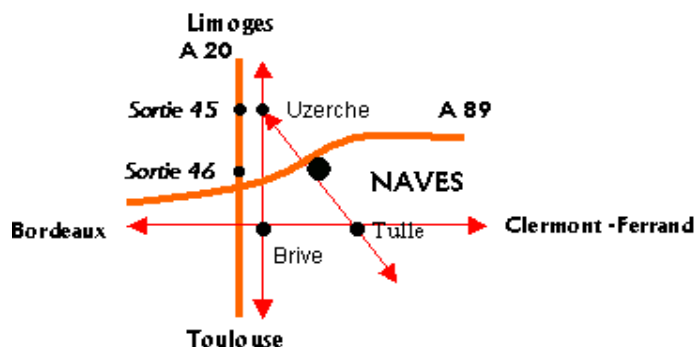 Limoges
A 20
Sortie 45
Uzerche
A 89
Sortie 46
NAVES
Bordeaux
Tulle
Clermont -Ferrand
Brive
Toulouse